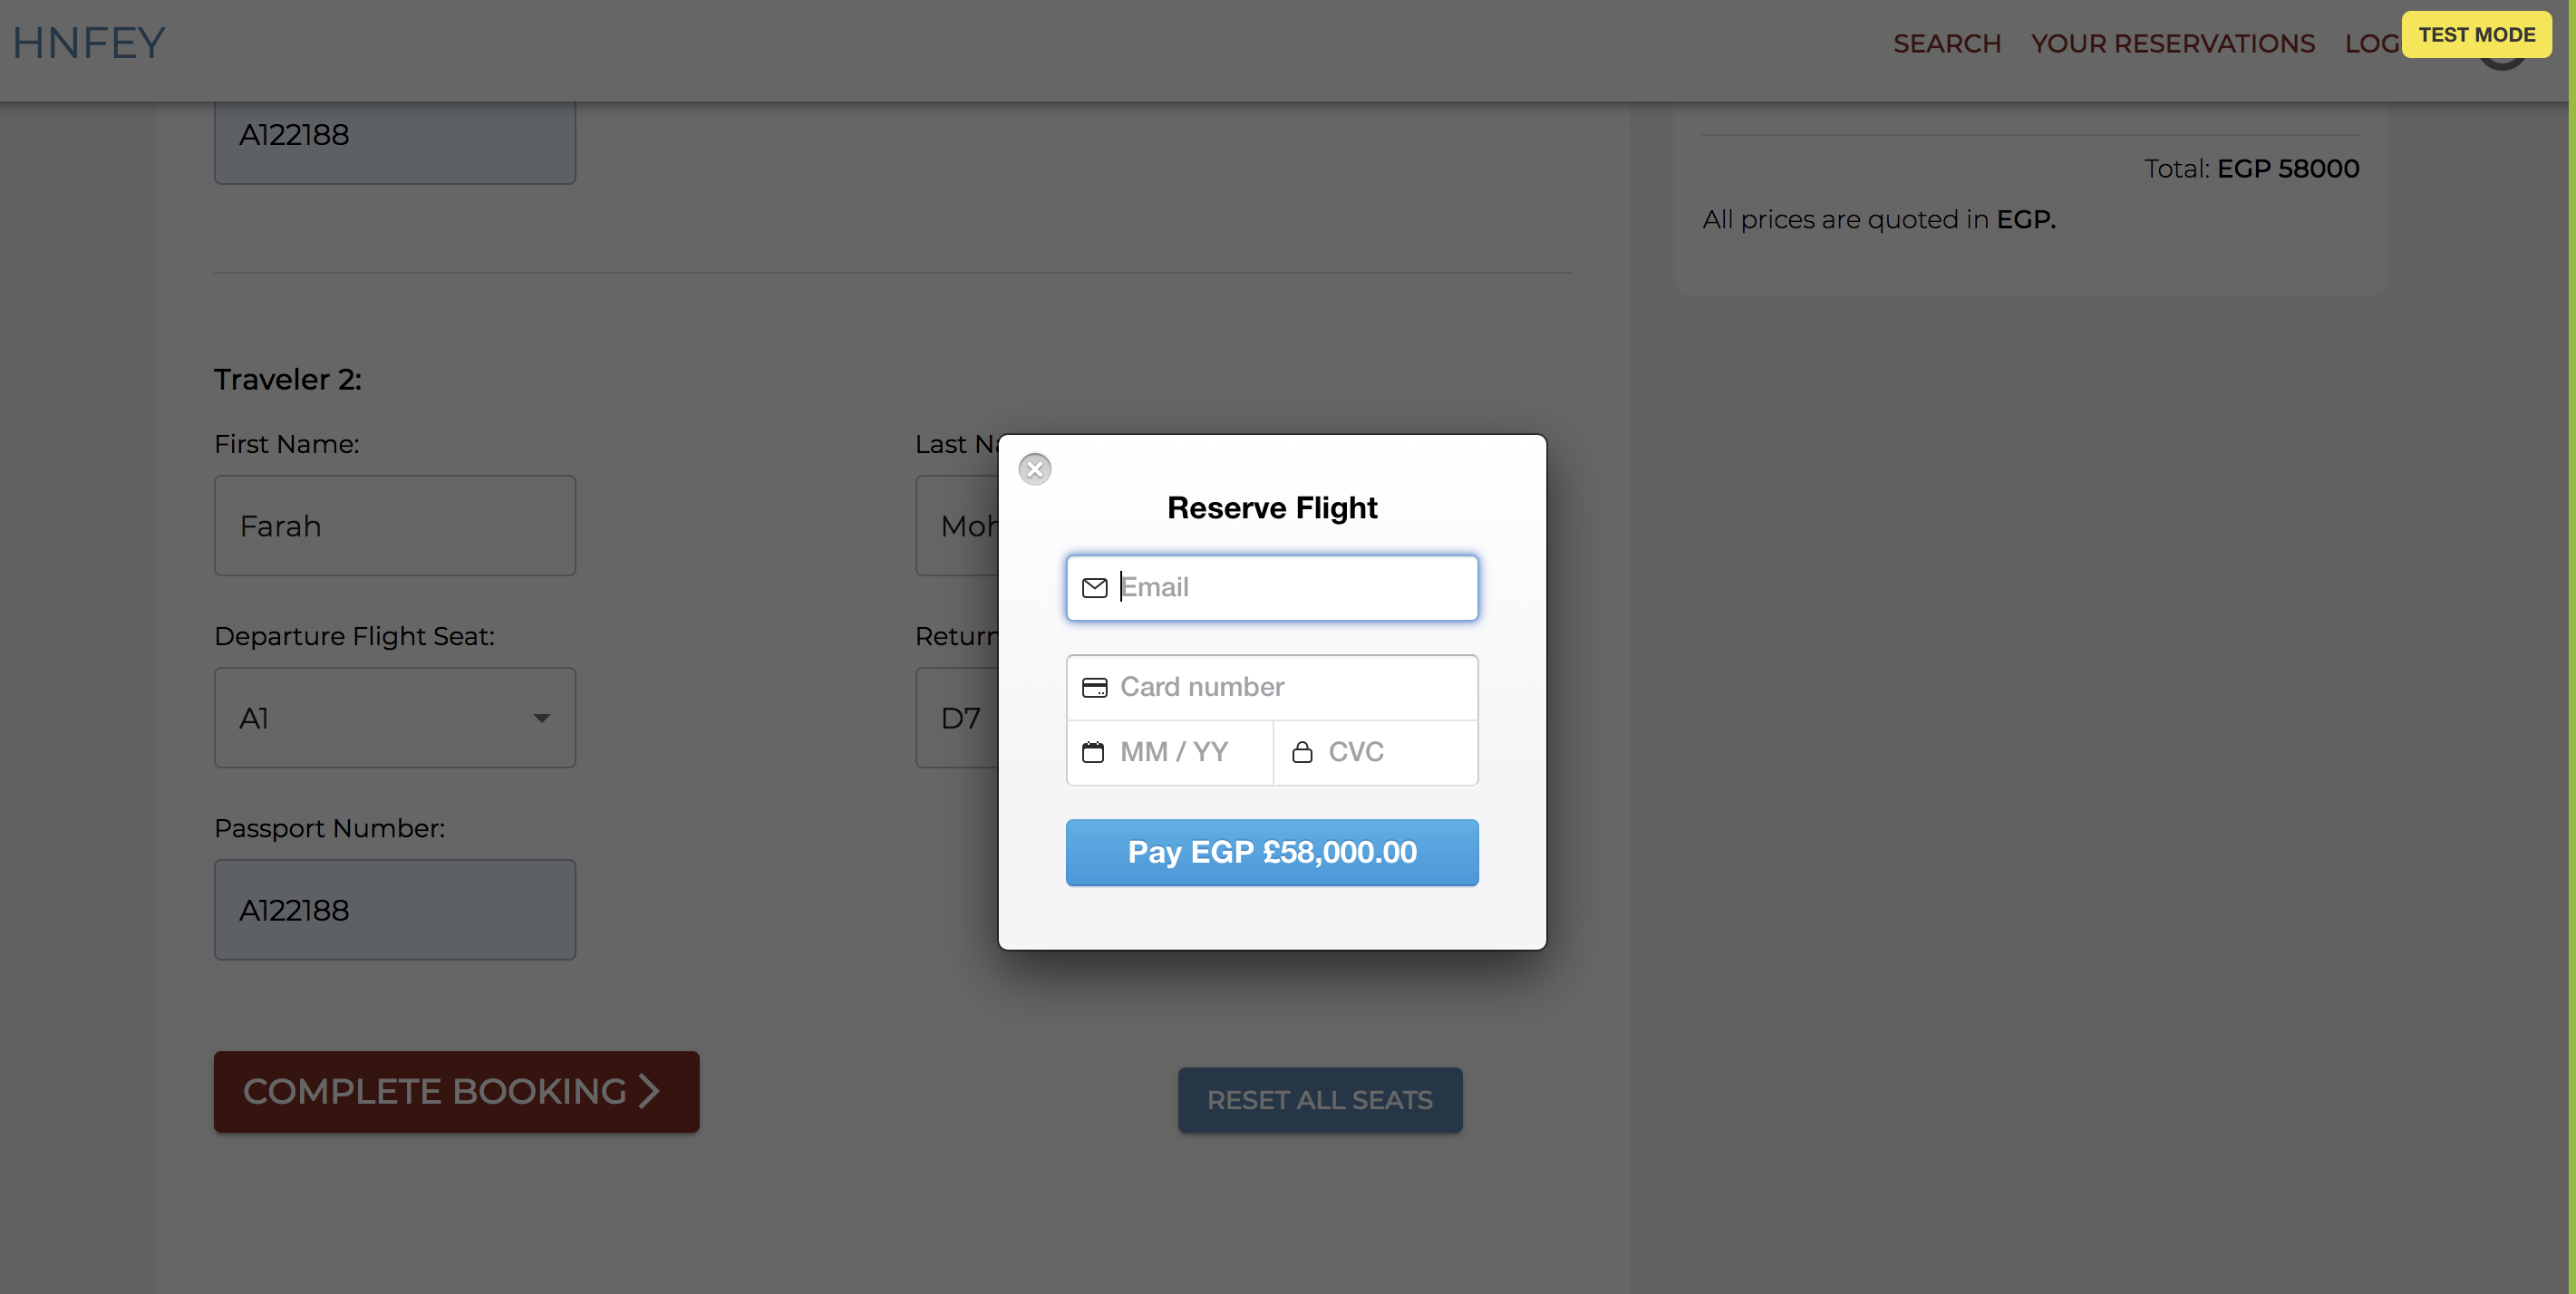 HNFEY
SEARCH YOUR RESERVATIONS LOG
TEST MODE
A122188
Total: EGP 58000
All prices are quoted in EGP.
Traveler 2:
First Name:
Last Na
Farah
Moh
Departure Flight Seat:
Return
A1
D7
Passport Number:
A122188
Reserve Flight
Email
Card number
MM / YY
CVC
Pay EGP £58,000.00
COMPLETE BOOKING
RESET ALL SEATS